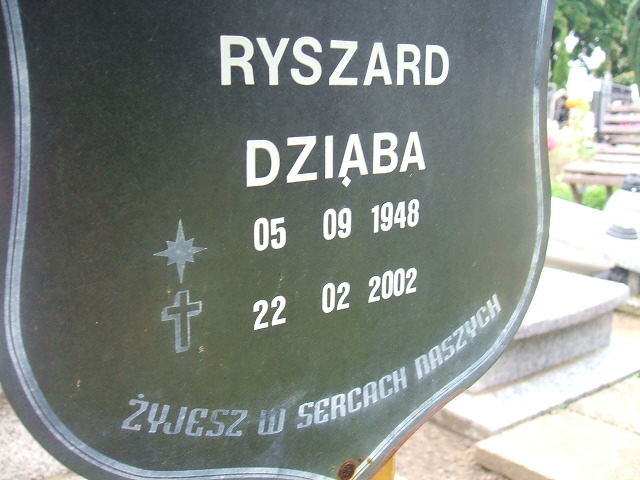 RYSZARD
DZIĄBA
05 09 1948
22 02 2002
ŻYJESZ W SERCACH NASZYCH